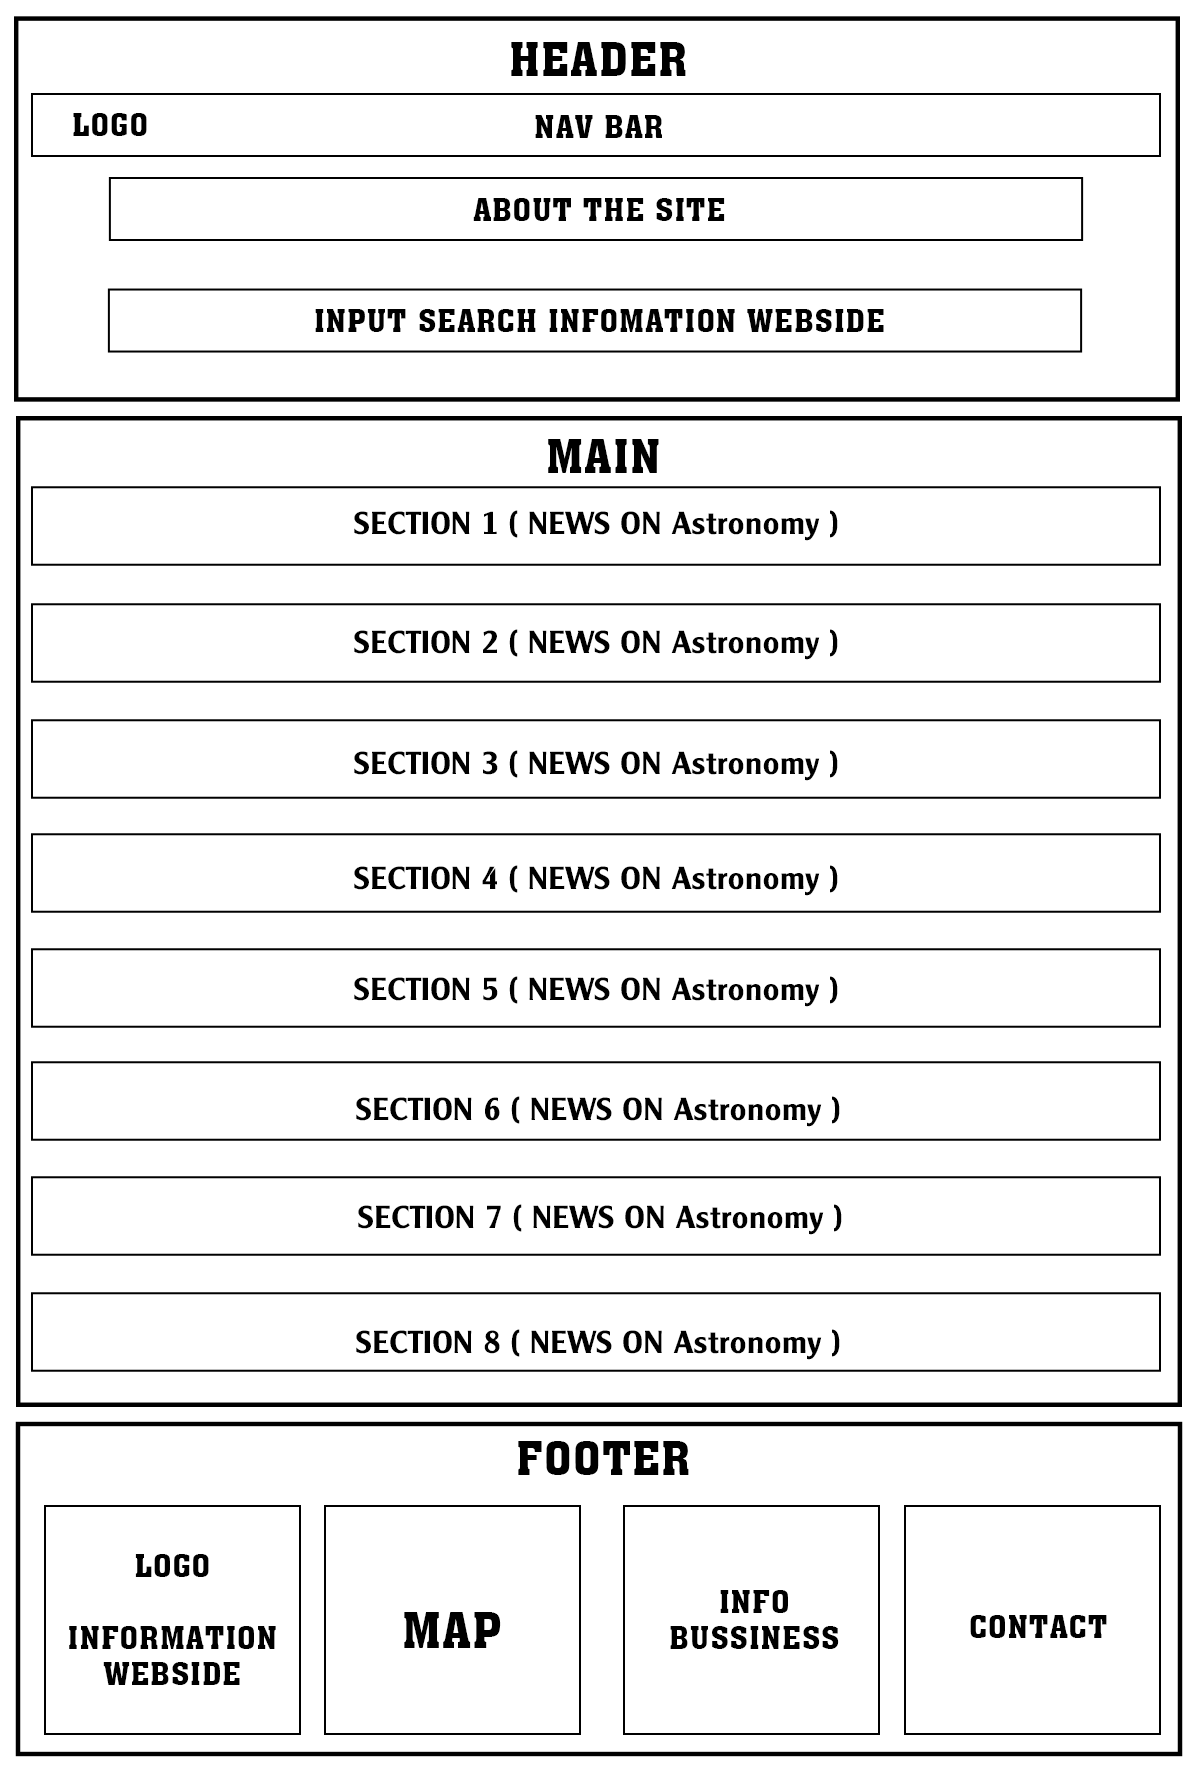 HEADER
LOGO NAV BAR
ABOUT THE SITE
INPUT SEARCH INFOMATION WEBSIDE
MAIN
SECTION 1 ( NEWS ON Astronomy )
SECTION 2 ( NEWS ON Astronomy )
SECTION 3 ( NEWS ON Astronomy )
SECTION 4 ( NEWS ON Astronomy )
SECTION 5 ( NEWS ON Astronomy )
SECTION 6 ( NEWS ON Astronomy )
SECTION 7 ( NEWS ON Astronomy )
SECTION 8 ( NEWS ON Astronomy )
FOOTER
LOGO
INFORMATION
WEBSIDE
MAP
INFO
BUSSINESS
CONTACT